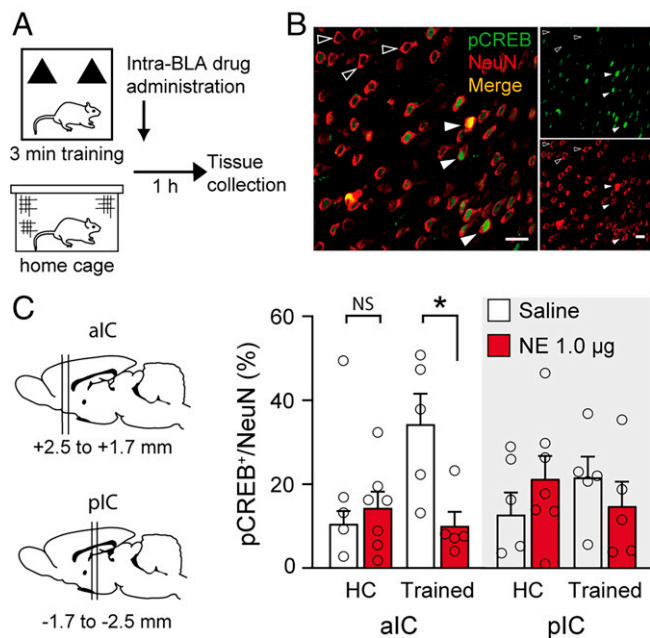 A
Intra-BLA drug
administration
3 min training
1 h
Tissue
collection
home cage
B
pCREB
NeuN
Merge
C
aIC
+2.5 to +1.7 mm
pIC
-1.7 to -2.5 mm
pCREB⁺/NeuN (%)
60
40
20
0
NS
*
Saline
NE 1.0 µg
HC Trained HC Trained
aIC pIC